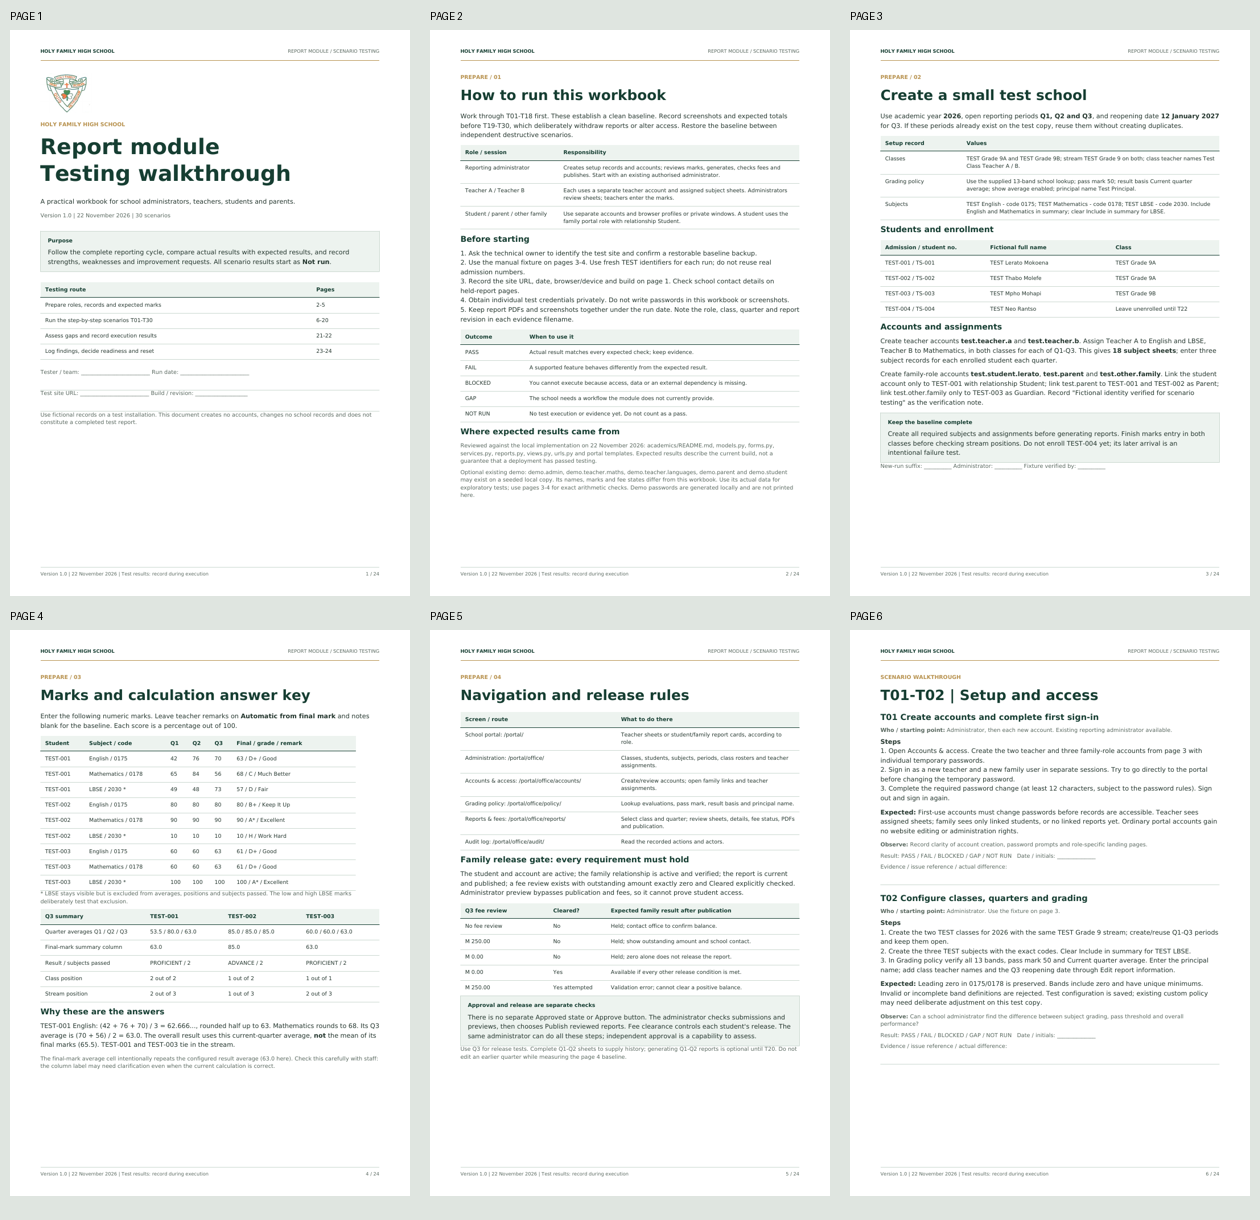 PAGE 1
HOLY FAMILY HIGH SCHOOL
REPORT MODULE / SCENARIO TESTING
HOLY FAMILY HIGH SCHOOL
Report module
Testing walkthrough
A practical workbook for school administrators, teachers, students and parents.
Version 1.0 | 22 November 2026 | 30 scenarios
Purpose
Follow the complete reporting cycle, compare actual results with expected results, and record
strengths, weaknesses and improvement requests. All scenario results start as Not run.
Testing route Pages
Prepare roles, records and expected marks 2-5
Run the step-by-step scenarios T01-T30 6-20
Assess gaps and record execution results 21-22
Log findings, decide readiness and reset 23-24
Tester / team: ______________________ Run date: ______________________
Test site URL: ______________________ Build / revision: ______________________
Use fictional records on a test installation. This document creates no accounts, changes no school records and does not
constitute a completed test report.
Version 1.0 | 22 November 2026 | Test results: record during execution
1 / 24
PAGE 2
HOLY FAMILY HIGH SCHOOL
REPORT MODULE / SCENARIO TESTING
PREPARE / 01
How to run this workbook
Work through T01-T18 first. These establish a clean baseline. Record screenshots and expected totals
before T19-T30, which deliberately withdraw reports or alter access. Restore the baseline between
independent destructive scenarios.
Role / session Responsibility
Reporting administrator Creates setup records and accounts; reviews marks, generates, checks fees and
publishes. Start with an existing authorised administrator.
Teacher A / Teacher B Each uses a separate teacher account and assigned subject sheets. Administrators
review sheets; teachers enter the marks.
Student / parent / other family Use separate accounts and browser profiles or private windows. A student uses the
family portal role with relationship Student.
Before starting
1. Ask the technical owner to identify the test site and confirm a restorable baseline backup.
2. Use the manual fixture on pages 3-4. Use fresh TEST identifiers for each run; do not reuse real
admission numbers.
3. Record the site URL, date, browser/device and build on page 1. Check school contact details on
held-report pages.
4. Obtain individual test credentials privately. Do not write passwords in this workbook or screenshots.
5. Keep report PDFs and screenshots together under the run date. Note the role, class, quarter and report
revision in each evidence filename.
Outcome When to use it
PASS Actual result matches every expected check; keep evidence.
FAIL A supported feature behaves differently from the expected result.
BLOCKED You cannot execute because access, data or an external dependency is missing.
GAP The school needs a workflow the module does not currently provide.
NOT RUN No test execution or evidence yet. Do not count as a pass.
Where expected results came from
Reviewed against the local implementation on 22 November 2026: academics/README.md, models.py, forms.py,
services.py, reports.py, views.py, urls.py and portal templates. Expected results describe the current build, not a
guarantee that a deployment has passed testing.
Optional existing demo: demo.admin, demo.teacher.maths, demo.teacher.languages, demo.parent and demo.student
may exist on a seeded local copy. Its names, marks and fee states differ from this workbook. Use its actual data for
exploratory tests; use pages 3-4 for exact arithmetic checks. Demo passwords are generated locally and are not printed
here.
Version 1.0 | 22 November 2026 | Test results: record during execution
2 / 24
PAGE 3
HOLY FAMILY HIGH SCHOOL
REPORT MODULE / SCENARIO TESTING
PREPARE / 02
Create a small test school
Use academic year 2026, open reporting periods Q1, Q2 and Q3, and reopening date 12 January 2027
for Q3. If these periods already exist on the test copy, reuse them without creating duplicates.
Setup record Values
Classes TEST Grade 9A and TEST Grade 9B; stream TEST Grade 9 on both; class teacher names Test
Class Teacher A / B.
Grading policy Use the supplied 13-band school lookup; pass mark 50; result basis Current quarter
average; show average enabled; principal name Test Principal.
Subjects TEST English - code 0175; TEST Mathematics - code 0178; TEST LBSE - code 2030. Include
English and Mathematics in summary; clear Include in summary for LBSE.
Students and enrollment
Admission / student no. Fictional full name Class
TEST-001 / TS-001 TEST Lerato Mokoena TEST Grade 9A
TEST-002 / TS-002 TEST Thabo Molefe TEST Grade 9A
TEST-003 / TS-003 TEST Mpho Mohapi TEST Grade 9B
TEST-004 / TS-004 TEST Neo Rantso Leave unenrolled until T22
Accounts and assignments
Create teacher accounts test.teacher.a and test.teacher.b. Assign Teacher A to English and LBSE,
Teacher B to Mathematics, in both classes for each of Q1-Q3. This gives 18 subject sheets; enter three
subject records for each enrolled student each quarter.
Create family-role accounts test.student.lerato, test.parent and test.other.family. Link the student
account only to TEST-001 with relationship Student; link test.parent to TEST-001 and TEST-002 as Parent;
link test.other.family only to TEST-003 as Guardian. Record "Fictional identity verified for scenario
testing" as the verification note.
Keep the baseline complete
Create all required subjects and assignments before generating reports. Finish marks entry in both
classes before checking stream positions. Do not enroll TEST-004 yet; its later arrival is an
intentional failure test.
New-run suffix: _________ Administrator: _________ Fixture verified by: _________
Version 1.0 | 22 November 2026 | Test results: record during execution
3 / 24
PAGE 4
HOLY FAMILY HIGH SCHOOL
REPORT MODULE / SCENARIO TESTING
PREPARE / 03
Marks and calculation answer key
Enter the following numeric marks. Leave teacher remarks on Automatic from final mark and notes
blank for the baseline. Each score is a percentage out of 100.
Student Subject / code Q1 Q2 Q3 Final / grade / remark
TEST-001 English / 0175 42 76 70 63 / D+ / Good
TEST-001 Mathematics / 0178 65 84 56 68 / C / Much Better
TEST-001 LBSE / 2030 * 49 48 73 57 / D / Fair
TEST-002 English / 0175 80 80 80 80 / B+ / Keep It Up
TEST-002 Mathematics / 0178 90 90 90 90 / A* / Excellent
TEST-002 LBSE / 2030 * 10 10 10 10 / H / Work Hard
TEST-003 English / 0175 60 60 63 61 / D+ / Good
TEST-003 Mathematics / 0178 60 60 63 61 / D+ / Good
TEST-003 LBSE / 2030 * 100 100 100 100 / A* / Excellent
* LBSE stays visible but is excluded from averages, positions and subjects passed. The low and high LBSE marks
deliberately test that exclusion.
Q3 summary TEST-001 TEST-002 TEST-003
Quarter averages Q1 / Q2 / Q3 53.5 / 80.0 / 63.0 85.0 / 85.0 / 85.0 60.0 / 60.0 / 63.0
Final-mark summary column 63.0 85.0 63.0
Result / subjects passed PROFICIENT / 2 ADVANCE / 2 PROFICIENT / 2
Class position 2 out of 2 1 out of 2 1 out of 1
Stream position 2 out of 3 1 out of 3 2 out of 3
Why these are the answers
TEST-001 English: (42 + 76 + 70) / 3 = 62.666..., rounded half up to 63. Mathematics rounds to 68. Its Q3
average is (70 + 56) / 2 = 63.0. The overall result uses this current-quarter average, not the mean of its
final marks (65.5). TEST-001 and TEST-003 tie in the stream.
The final-mark average cell intentionally repeats the configured result average (63.0 here). Check this carefully with staff:
the column label may need clarification even when the current calculation is correct.
Version 1.0 | 22 November 2026 | Test results: record during execution
4 / 24
PAGE 5
HOLY FAMILY HIGH SCHOOL
REPORT MODULE / SCENARIO TESTING
PREPARE / 04
Navigation and release rules
Screen / route What to do there
School portal: /portal/ Teacher sheets or student/family report cards, according to
role.
Administration: /portal/office/ Classes, students, subjects, periods, class rosters and teacher
assignments.
Accounts & access: /portal/office/accounts/ Create/review accounts; open family links and teacher
assignments.
Grading policy: /portal/office/policy/ Lookup evaluations, pass mark, result basis and principal name.
Reports & fees: /portal/office/reports/ Select class and quarter; review sheets, details, fee status, PDFs
and publication.
Audit log: /portal/office/audit/ Read the recorded actions and actors.
Family release gate: every requirement must hold
The student and account are active; the family relationship is active and verified; the report is current
and published; a fee review exists with outstanding amount exactly zero and Cleared explicitly checked.
Administrator preview bypasses publication and fees, so it cannot prove student access.
Q3 fee review Cleared? Expected family result after publication
No fee review No Held; contact office to confirm balance.
M 250.00 No Held; show outstanding amount and school contact.
M 0.00 No Held; zero alone does not release the report.
M 0.00 Yes Available if every other release condition is met.
M 250.00 Yes attempted Validation error; cannot clear a positive balance.
Approval and release are separate checks
There is no separate Approved state or Approve button. The administrator checks submissions and
previews, then chooses Publish reviewed reports. Fee clearance controls each student's release. The
same administrator can do all these steps; independent approval is a capability to assess.
Use Q3 for release tests. Complete Q1-Q2 sheets to supply history; generating Q1-Q2 reports is optional until T20. Do not
edit an earlier quarter while measuring the page 4 baseline.
Version 1.0 | 22 November 2026 | Test results: record during execution
5 / 24
PAGE 6
HOLY FAMILY HIGH SCHOOL
REPORT MODULE / SCENARIO TESTING
SCENARIO WALKTHROUGH
T01-T02 | Setup and access
T01 Create accounts and complete first sign-in
Who / starting point: Administrator, then each new account. Existing reporting administrator available.
Steps
1. Open Accounts & access. Create the two teacher and three family-role accounts from page 3 with
individual temporary passwords.
2. Sign in as a new teacher and a new family user in separate sessions. Try to go directly to the portal
before changing the temporary password.
3. Complete the required password change (at least 12 characters, subject to the password rules). Sign
out and sign in again.
Expected: First-use accounts must change passwords before records are accessible. Teacher sees
assigned sheets; family sees only linked students, or no linked reports yet. Ordinary portal accounts gain
no website editing or administration rights.
Observe: Record clarity of account creation, password prompts and role-specific landing pages.
Result: PASS / FAIL / BLOCKED / GAP / NOT RUN Date / initials: ______________
Evidence / issue reference / actual difference:
T02 Configure classes, quarters and grading
Who / starting point: Administrator. Use the fixture on page 3.
Steps
1. Create the two TEST classes for 2026 with the same TEST Grade 9 stream; create/reuse Q1-Q3 periods
and keep them open.
2. Create the three TEST subjects with the exact codes. Clear Include in summary for TEST LBSE.
3. In Grading policy verify all 13 bands, pass mark 50 and Current quarter average. Enter the principal
name; add class teacher names and the Q3 reopening date through Edit report information.
Expected: Leading zero in 0175/0178 is preserved. Bands include zero and have unique minimums.
Invalid or incomplete band definitions are rejected. Test configuration is saved; existing custom policy
may need deliberate adjustment on this test copy.
Observe: Can a school administrator find the difference between subject grading, pass threshold and overall
performance?
Result: PASS / FAIL / BLOCKED / GAP / NOT RUN Date / initials: ______________
Evidence / issue reference / actual difference:
Version 1.0 | 22 November 2026 | Test results: record during execution
6 / 24